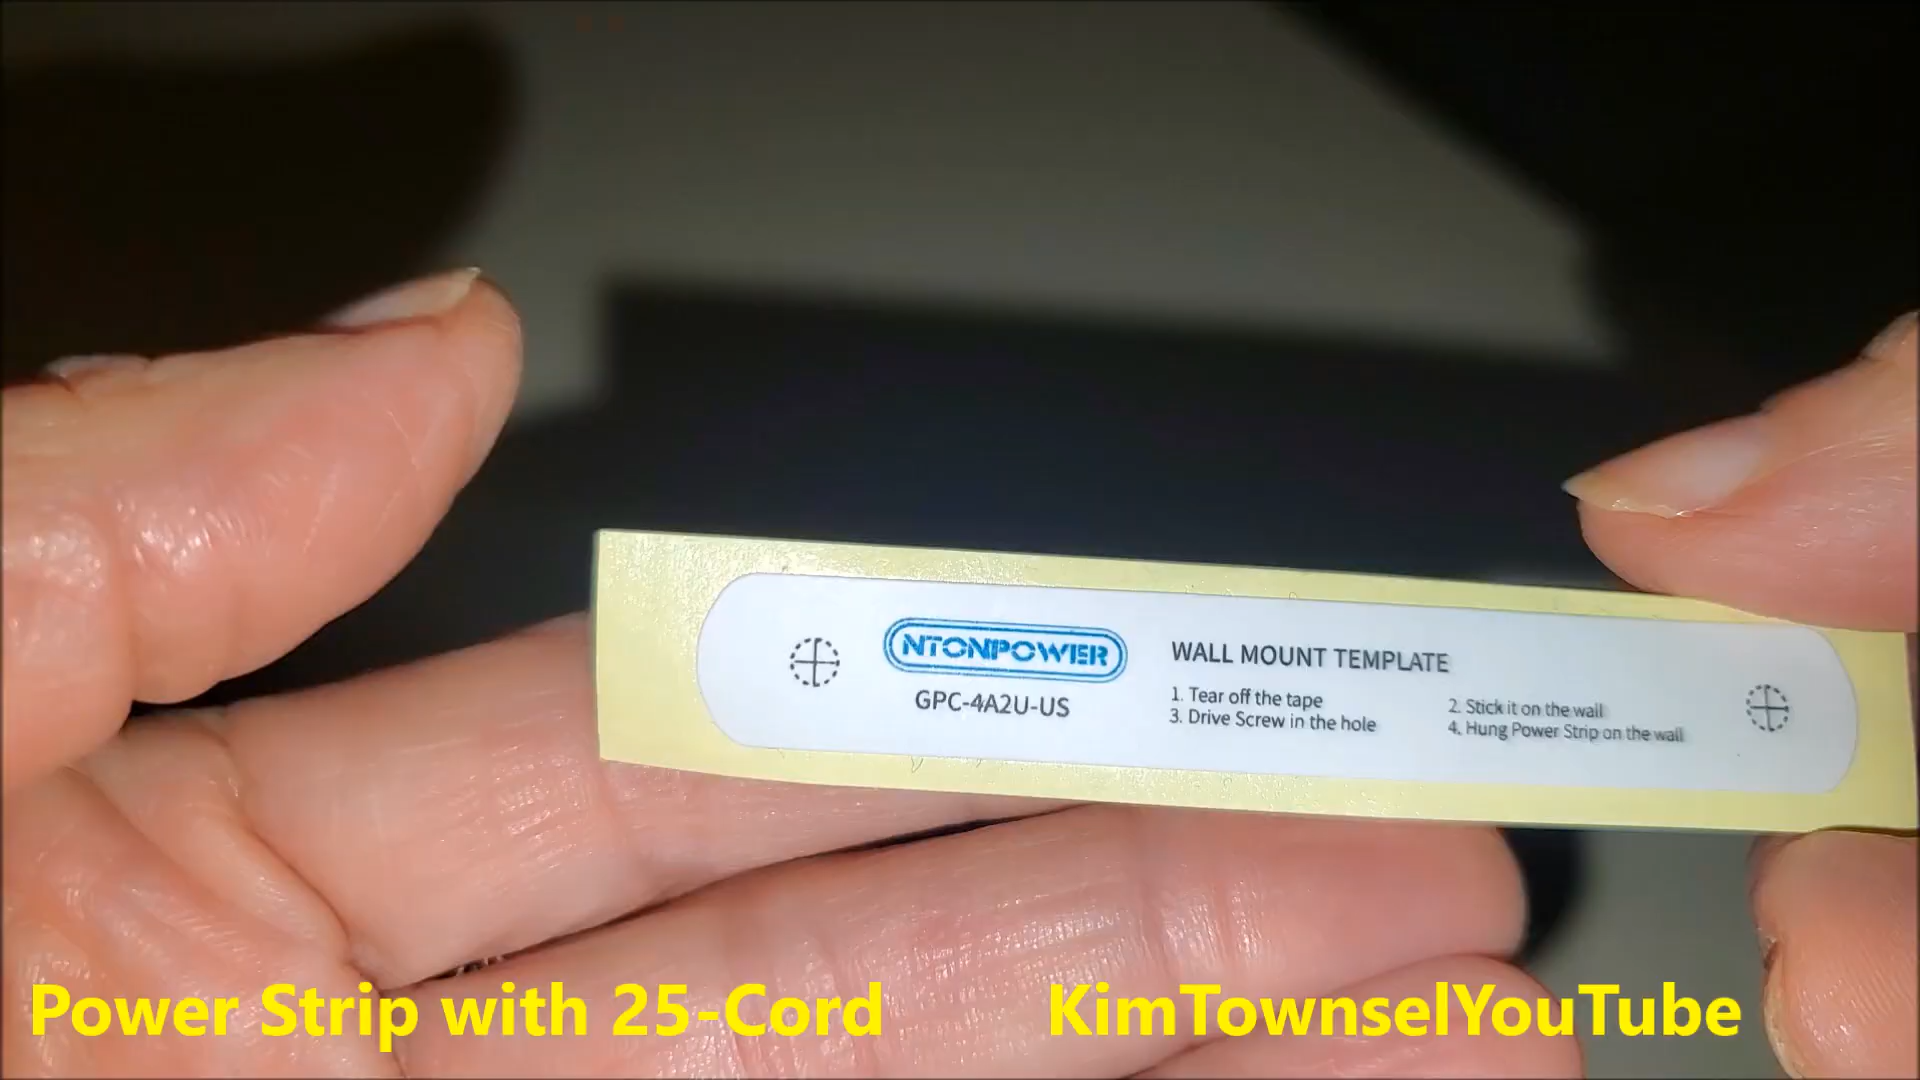 NTONPOWER
GPC-4A2U-US
WALL MOUNT TEMPLATE
1. Tear off the tape
2. Stick it on the wall
3. Drive Screw in the hole
4. Hung Power Strip on the wall
Power Strip with 25-Cord
KimTownselYouTube